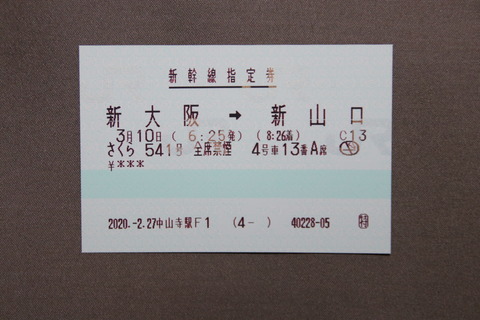 新幹線指定券
新大阪 → 新山口
3月10日 ( 6:25発) (8:26着) C13
さくら 541号 全席禁煙 4号車13番A席
¥***
2020.-2.27中山寺駅F1 (4- ) 40228-05